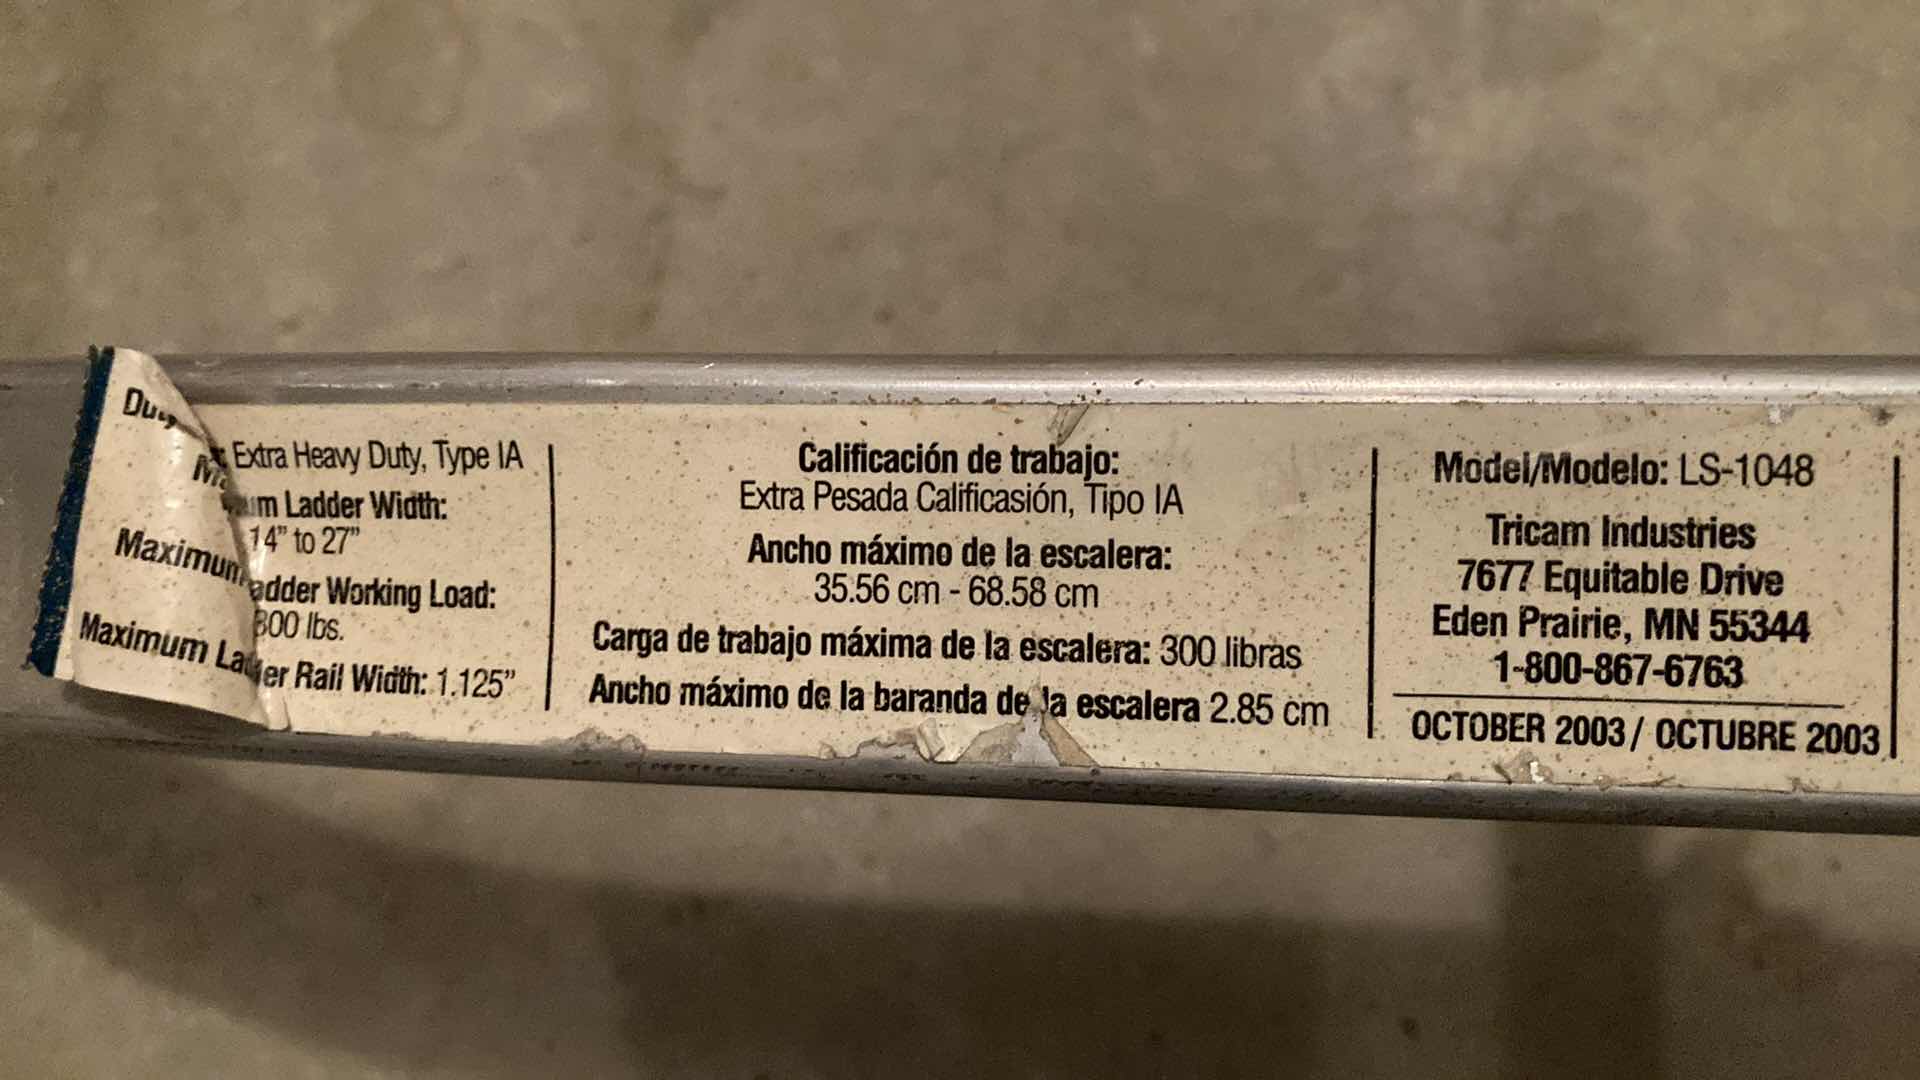 Extra Heavy Duty, Type IA
um Ladder Width:
14” to 27”
Maximum adder Working Load:
300 lbs.
Maximum Ladder Rail Width: 1.125”
Calificación de trabajo:
Extra Pesada Calificasión, Tipo IA
Ancho máximo de la escalera:
35.56 cm - 68.58 cm
Carga de trabajo máxima de la escalera: 300 libras
Ancho máximo de la baranda de la escalera 2.85 cm
Model/Modelo: LS-1048
Tricam Industries
7677 Equitable Drive
Eden Prairie, MN 55344
1-800-867-6763
OCTOBER 2003 / OCTUBRE 2003